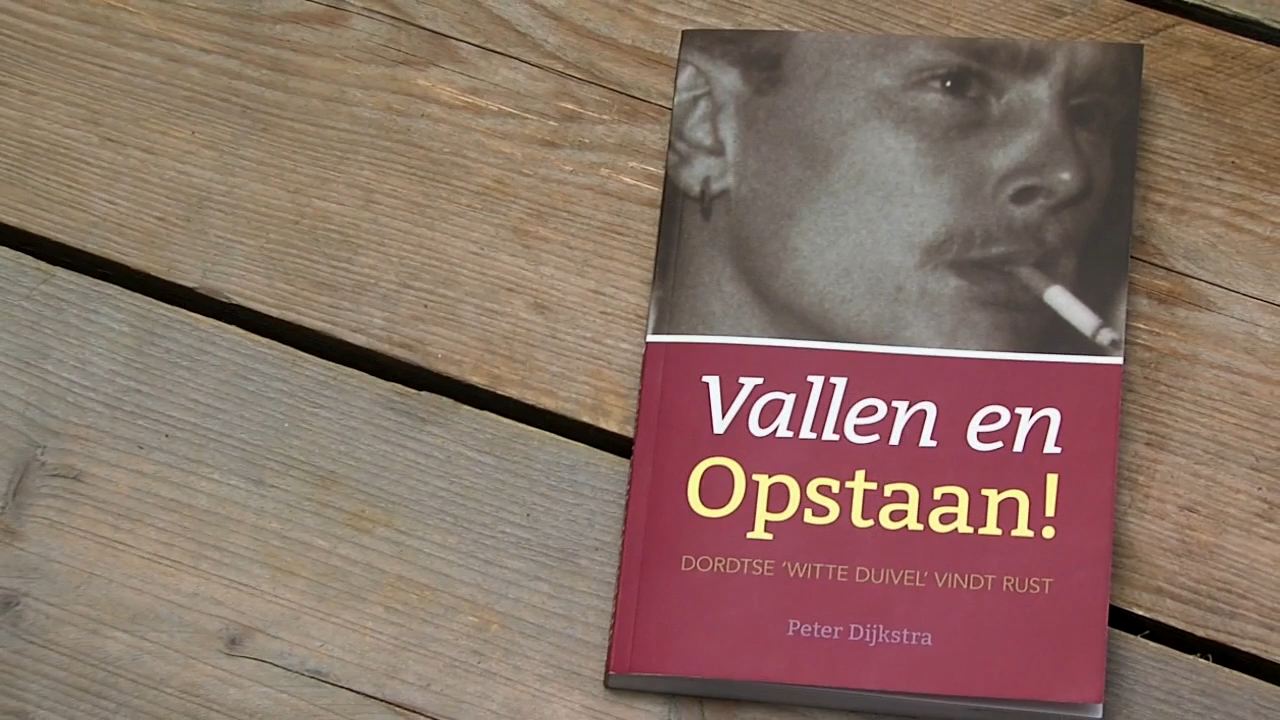 Vallen en
Opstaan!
DORDTSE ‘WITTE DUIVEL’ VINDT RUST
Peter Dijkstra